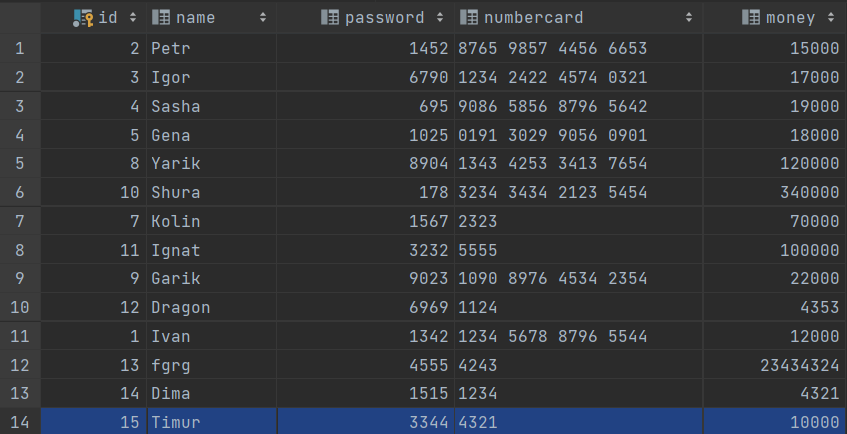 id name password numbercard money
1 2 Petr 1452 8765 9857 4456 6653 15000
2 3 Igor 6790 1234 2422 4574 0321 17000
3 4 Sasha 695 9086 5856 8796 5642 19000
4 5 Gena 1025 0191 3029 9056 0901 18000
5 8 Yarik 8904 1343 4253 3413 7654 120000
6 10 Shura 178 3234 3434 2123 5454 340000
7 7 Kolin 1567 2323 70000
8 11 Ignat 3232 5555 100000
9 9 Garik 9023 1090 8976 4534 2354 22000
10 12 Dragon 6969 1124 4353
11 1 Ivan 1342 1234 5678 8796 5544 12000
12 13 fgrg 4555 4243 23434324
13 14 Dima 1515 1234 4321
14 15 Timur 3344 4321 10000